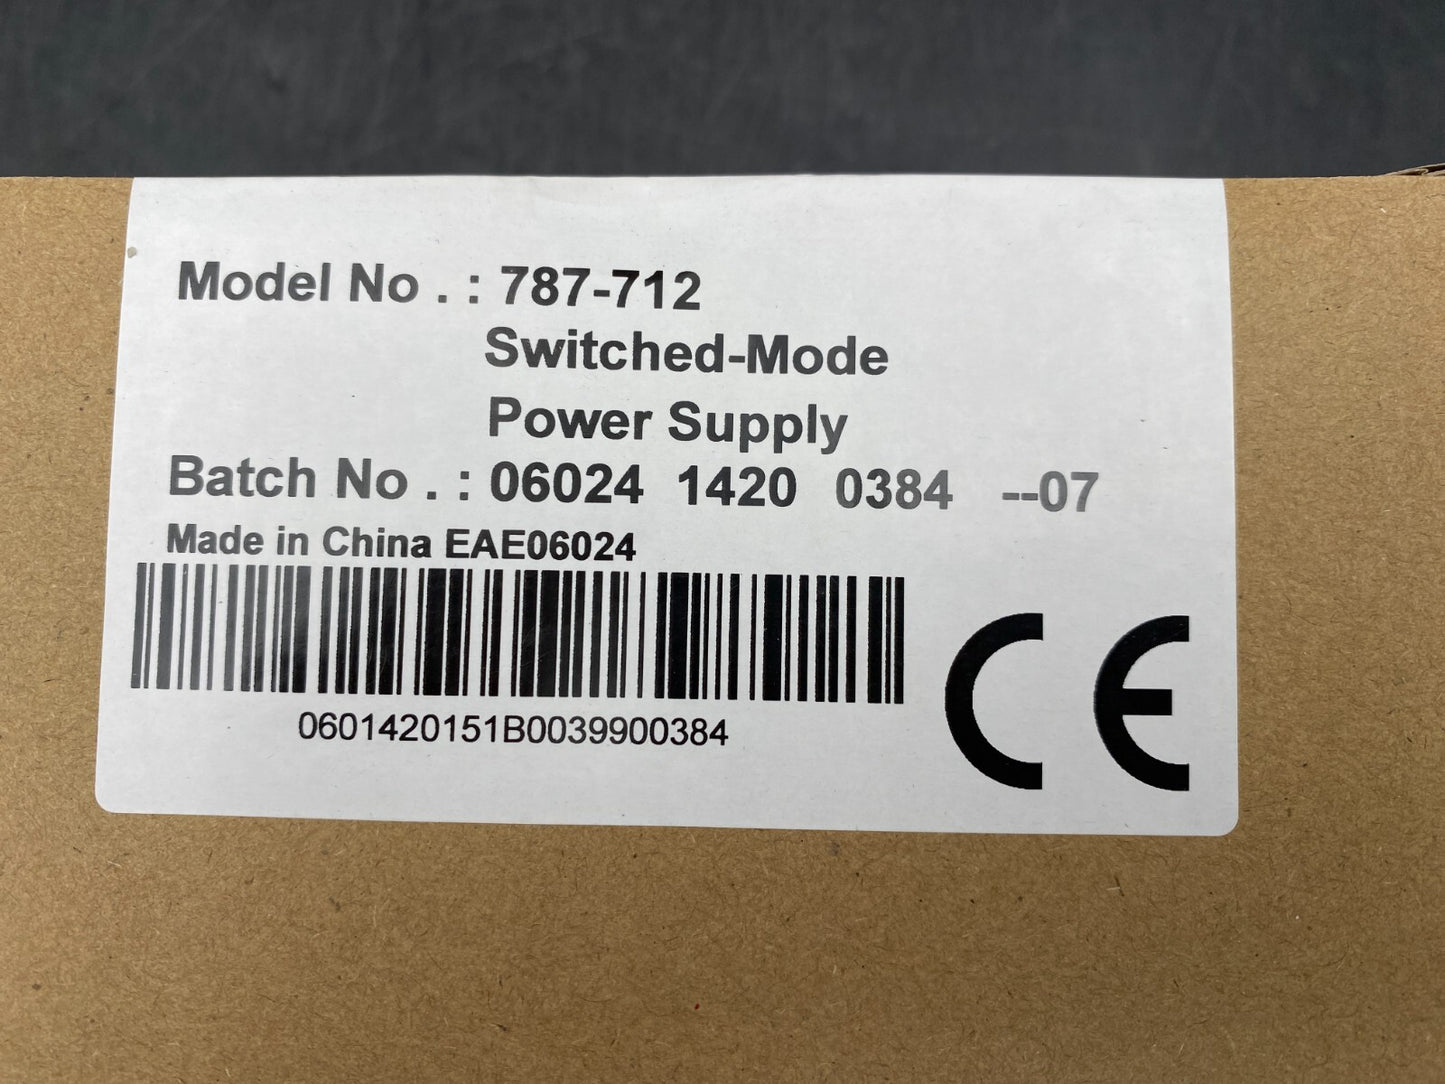 Model No . : 787-712
Switched-Mode
Power Supply
Batch No . : 06024 1420 0384 --07
Made in China EAE06024
0601420151B0039900384
CE